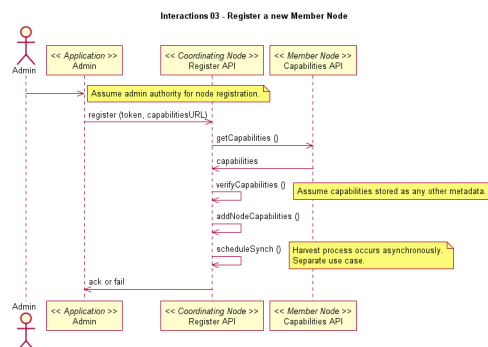 Interactions 03 - Register a new Member Node
Admin
<< Application >>
Admin
<< Coordinating Node >>
Register API
<< Member Node >>
Capabilities API
Assume admin authority for node registration.
register (token, capabilitiesURL)
getCapabilities ()
capabilities
verifyCapabilities ()
Assume capabilities stored as any other metadata.
addNodeCapabilities ()
scheduleSynch ()
Harvest process occurs asynchronously.
Separate use case.
ack or fail
Admin
<< Application >>
Admin
<< Coordinating Node >>
Register API
<< Member Node >>
Capabilities API